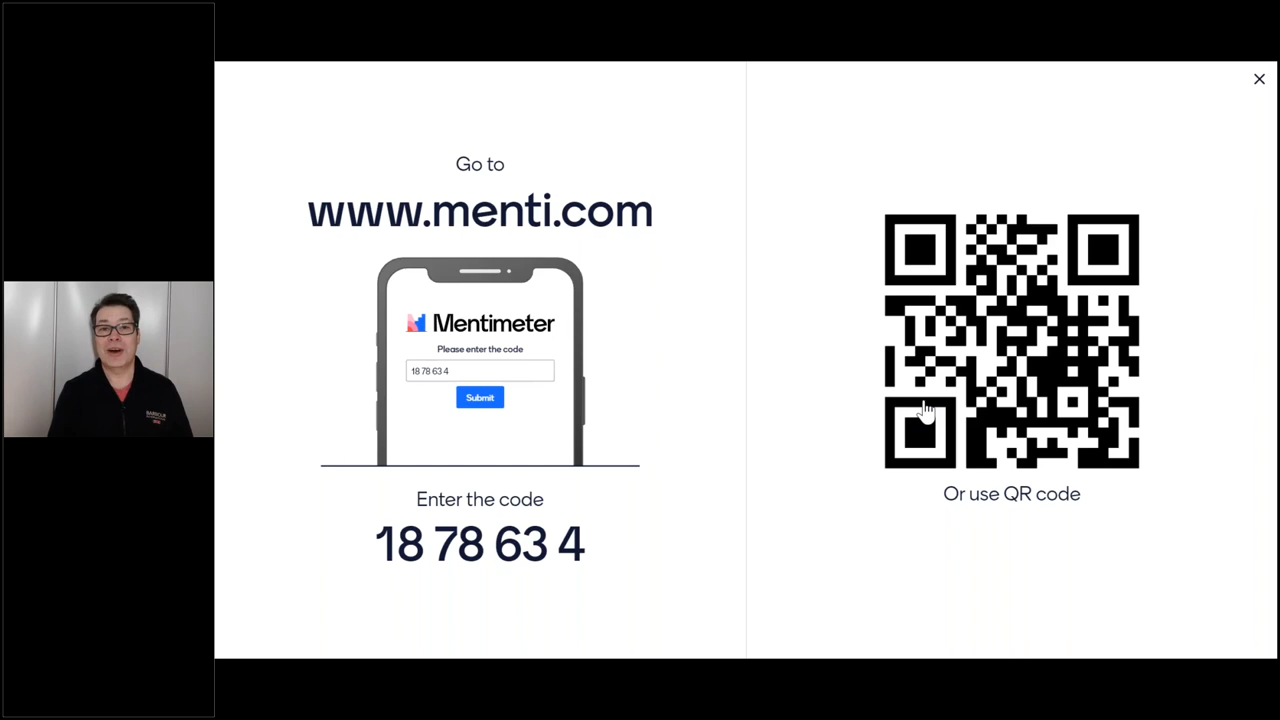 Go to
www.menti.com
Mentimeter
Please enter the code
18 78 63 4
Submit
Enter the code
18 78 63 4
Or use QR code
BARBOUR